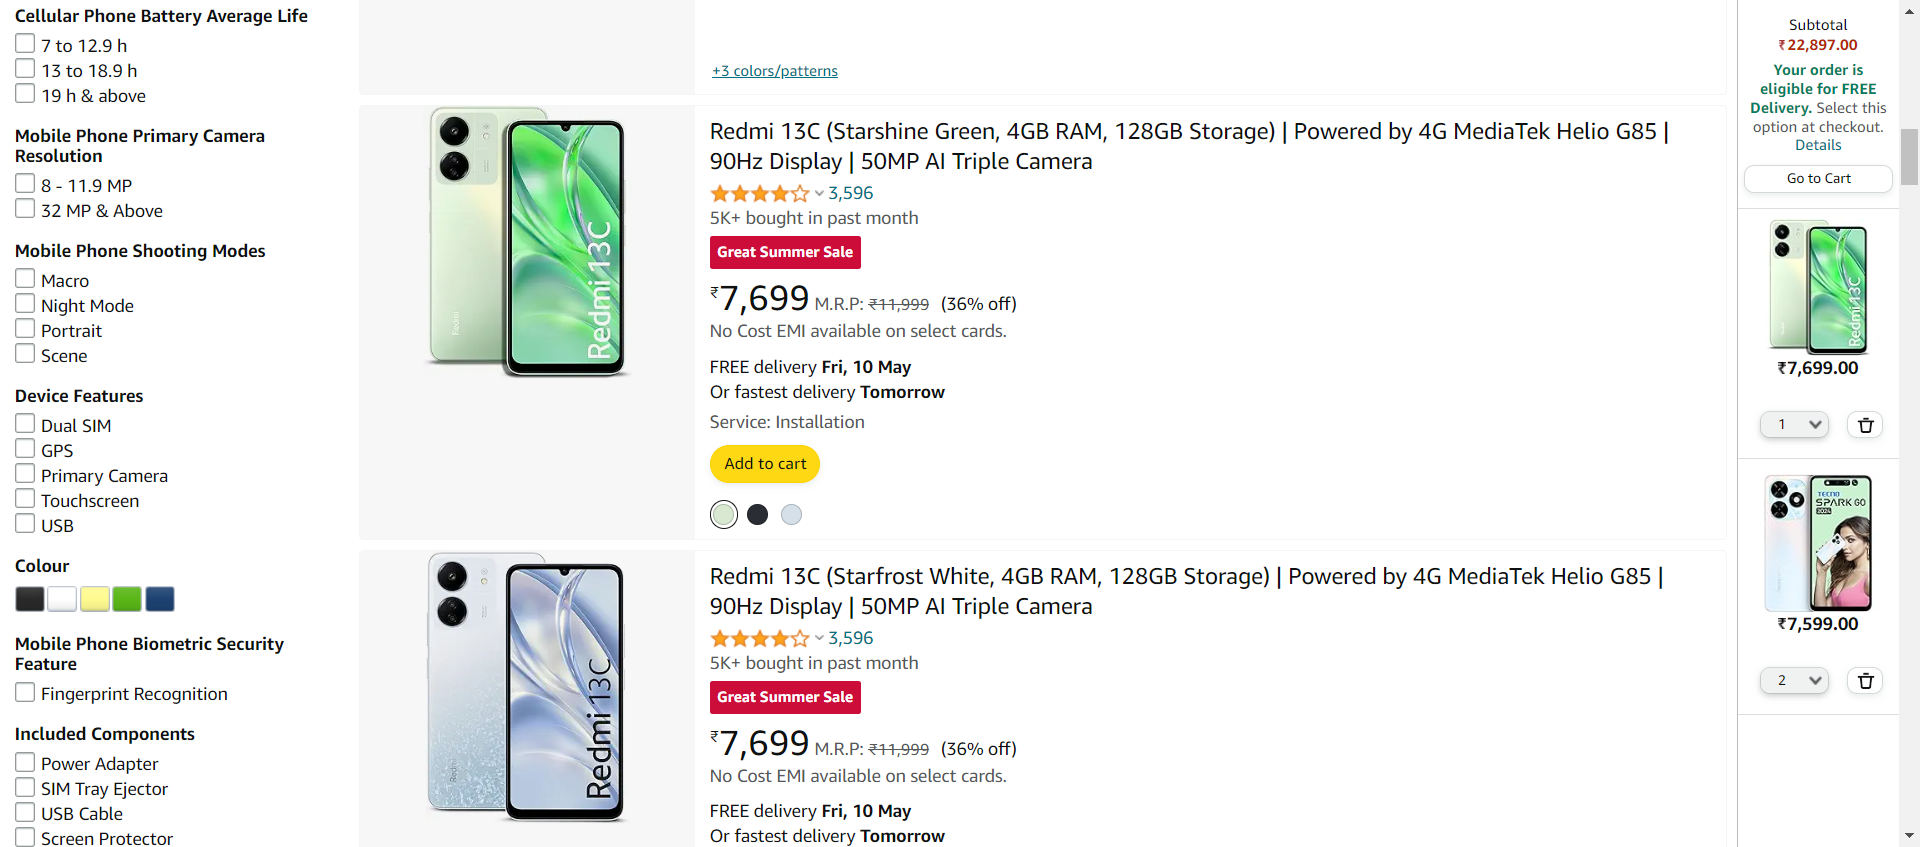 Cellular Phone Battery Average Life
7 to 12.9 h
13 to 18.9 h
19 h & above
Mobile Phone Primary Camera
Resolution
8 - 11.9 MP
32 MP & Above
Mobile Phone Shooting Modes
Macro
Night Mode
Portrait
Scene
Device Features
Dual SIM
GPS
Primary Camera
Touchscreen
USB
Colour
Mobile Phone Biometric Security
Feature
Fingerprint Recognition
Included Components
Power Adapter
SIM Tray Ejector
USB Cable
Screen Protector
+3 colors/patterns
Redmi
Redmi 13C
Redmi 13C (Starshine Green, 4GB RAM, 128GB Storage) | Powered by 4G MediaTek Helio G85 |
90Hz Display | 50MP AI Triple Camera
3,596
5K+ bought in past month
Great Summer Sale
₹7,699 M.R.P: ₹11,999 (36% off)
No Cost EMI available on select cards.
FREE delivery Fri, 10 May
Or fastest delivery Tomorrow
Service: Installation
Add to cart
Redmi
Redmi 13C
Redmi 13C (Starfrost White, 4GB RAM, 128GB Storage) | Powered by 4G MediaTek Helio G85 |
90Hz Display | 50MP AI Triple Camera
3,596
5K+ bought in past month
Great Summer Sale
₹7,699 M.R.P: ₹11,999 (36% off)
No Cost EMI available on select cards.
FREE delivery Fri, 10 May
Or fastest delivery Tomorrow
Subtotal
₹22,897.00
Your order is
eligible for FREE
Delivery. Select this
option at checkout.
Details
Go to Cart
Redmi 13C
₹7,699.00
1
TECNO
SPARK GO
2024
₹7,599.00
2